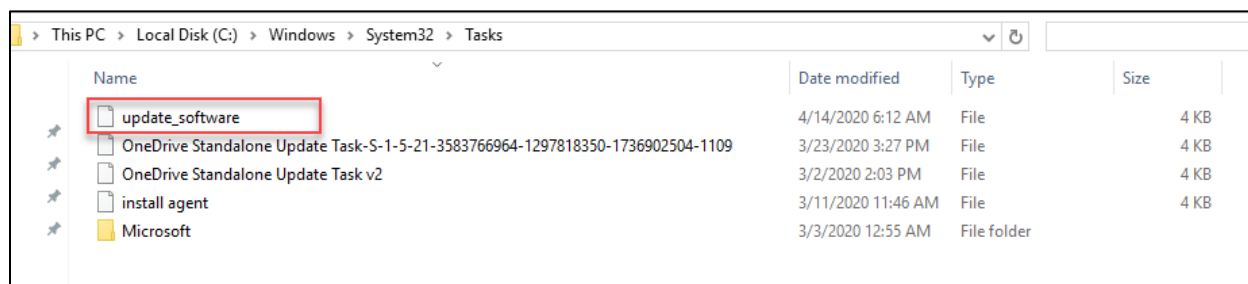 > This PC > Local Disk (C:) > Windows > System32 > Tasks
Name Date modified Type Size
update_software 4/14/2020 6:12 AM File 4 KB
OneDrive Standalone Update Task-S-1-5-21-3583766964-1297818350-1736902504-1109 3/23/2020 3:27 PM File 4 KB
OneDrive Standalone Update Task v2 3/2/2020 2:03 PM File 4 KB
install agent 3/11/2020 11:46 AM File 4 KB
Microsoft 3/3/2020 12:55 AM File folder